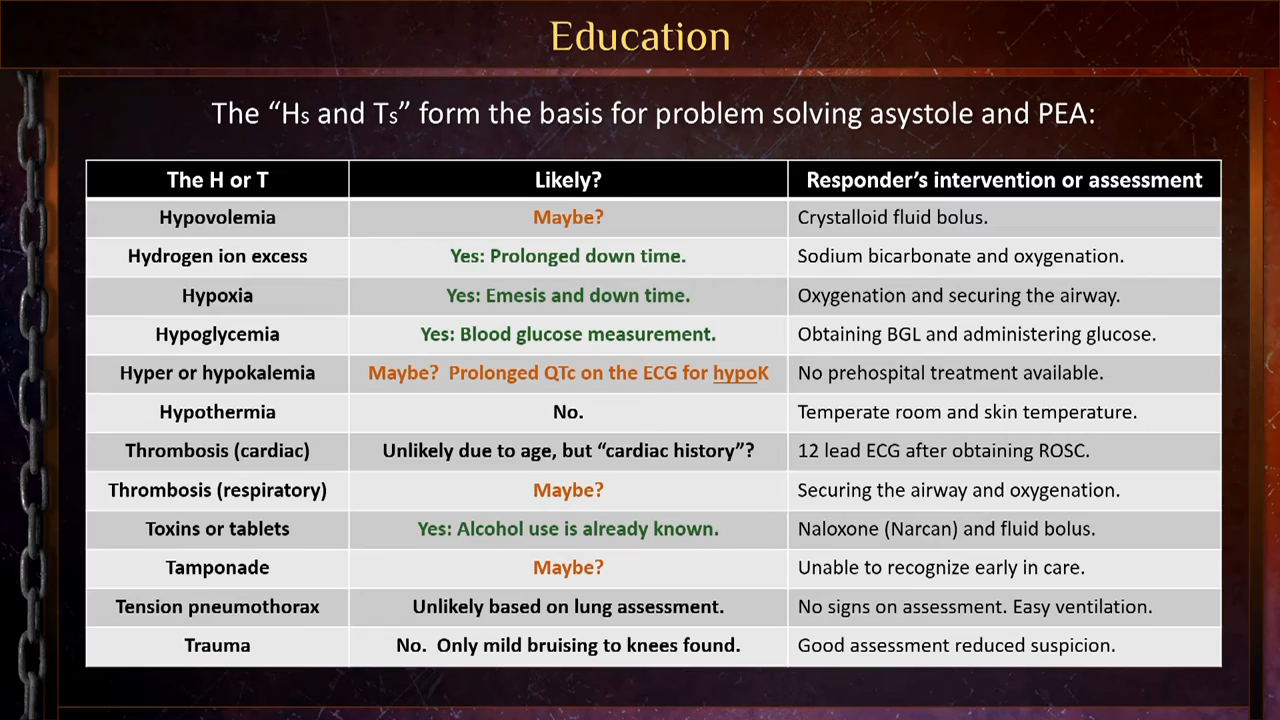 Education
The “Hs and Ts” form the basis for problem solving asystole and PEA:
The H or T Likely? Responder’s intervention or assessment
Hypovolemia Maybe? Crystalloid fluid bolus.
Hydrogen ion excess Yes: Prolonged down time. Sodium bicarbonate and oxygenation.
Hypoxia Yes: Emesis and down time. Oxygenation and securing the airway.
Hypoglycemia Yes: Blood glucose measurement. Obtaining BGL and administering glucose.
Hyper or hypokalemia Maybe? Prolonged QTc on the ECG for hypoK No prehospital treatment available.
Hypothermia No. Temperate room and skin temperature.
Thrombosis (cardiac) Unlikely due to age, but “cardiac history”? 12 lead ECG after obtaining ROSC.
Thrombosis (respiratory) Maybe? Securing the airway and oxygenation.
Toxins or tablets Yes: Alcohol use is already known. Naloxone (Narcan) and fluid bolus.
Tamponade Maybe? Unable to recognize early in care.
Tension pneumothorax Unlikely based on lung assessment. No signs on assessment. Easy ventilation.
Trauma No. Only mild bruising to knees found. Good assessment reduced suspicion.